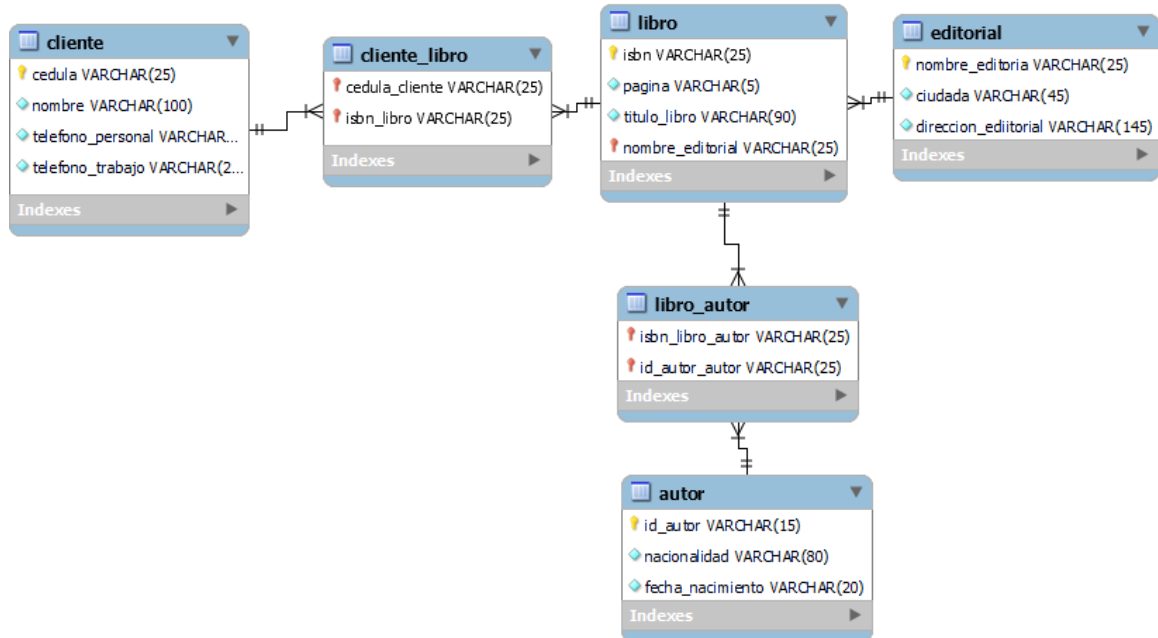 cliente
cedula VARCHAR(25)
nombre VARCHAR(100)
telefono_personal VARCHAR...
telefono_trabajo VARCHAR(2...
Indexes
cliente_libro
cedula_cliente VARCHAR(25)
isbn_libro VARCHAR(25)
Indexes
libro
isbn VARCHAR(25)
pagina VARCHAR(5)
titulo_libro VARCHAR(90)
nombre_editorial VARCHAR(25)
Indexes
editorial
nombre_editoria VARCHAR(25)
ciudada VARCHAR(45)
direccion_ediitorial VARCHAR(145)
Indexes
libro_autor
isbn_libro_autor VARCHAR(25)
id_autor_autor VARCHAR(25)
Indexes
autor
id_autor VARCHAR(15)
nacionalidad VARCHAR(80)
fecha_nacimiento VARCHAR(20)
Indexes